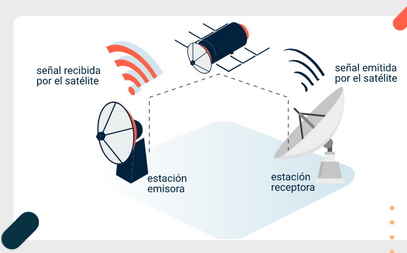 señal recibida
por el satélite
señal emitida
por el satélite
estación
emisora
estación
receptora